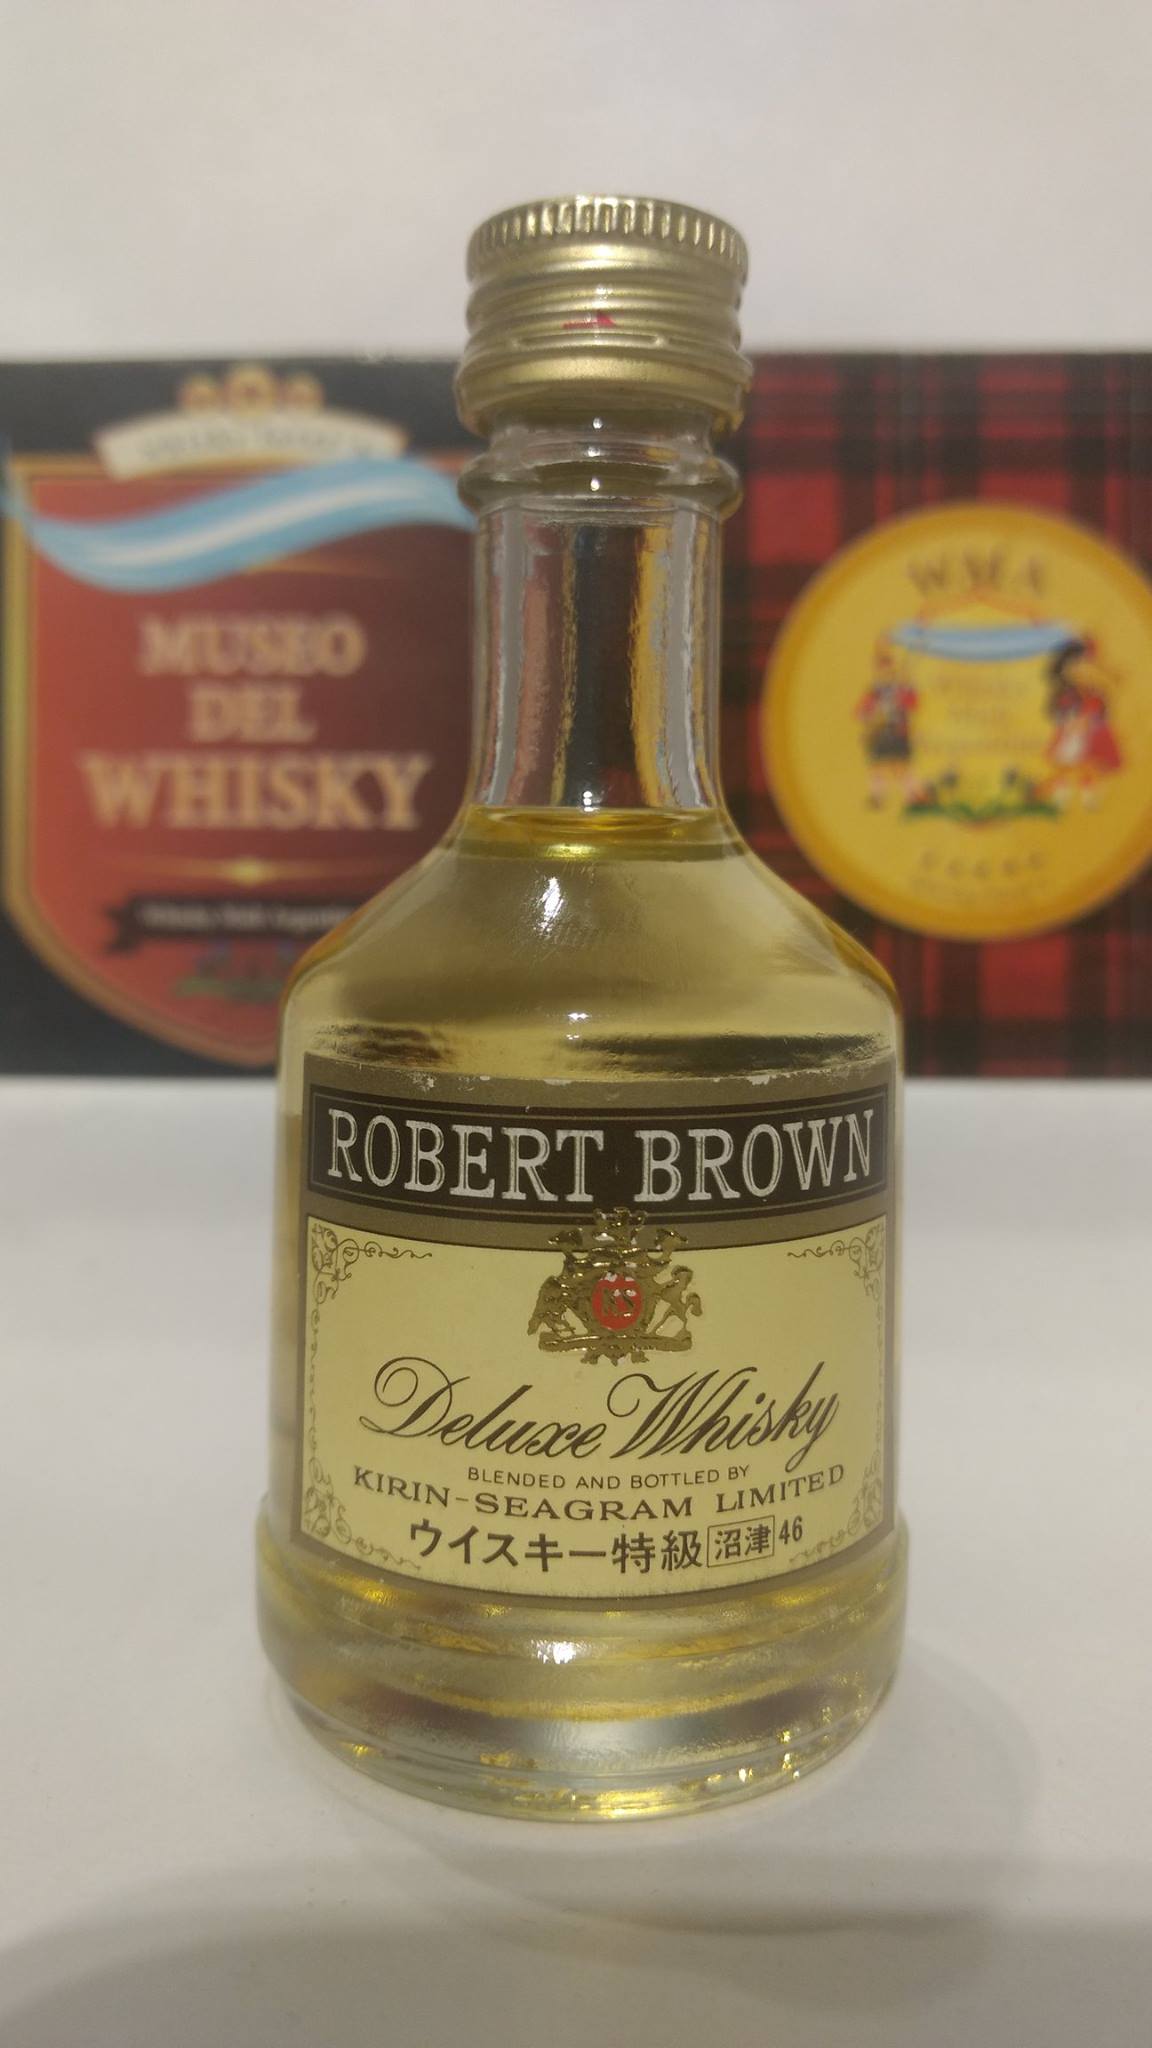 MUSEO
DEL
WHISKY
WMA
ROBERT BROWN
KS
Deluxe Whisky
BLENDED AND BOTTLED BY
KIRIN-SEAGRAM LIMITED
ウイスキー特級 沼津 46